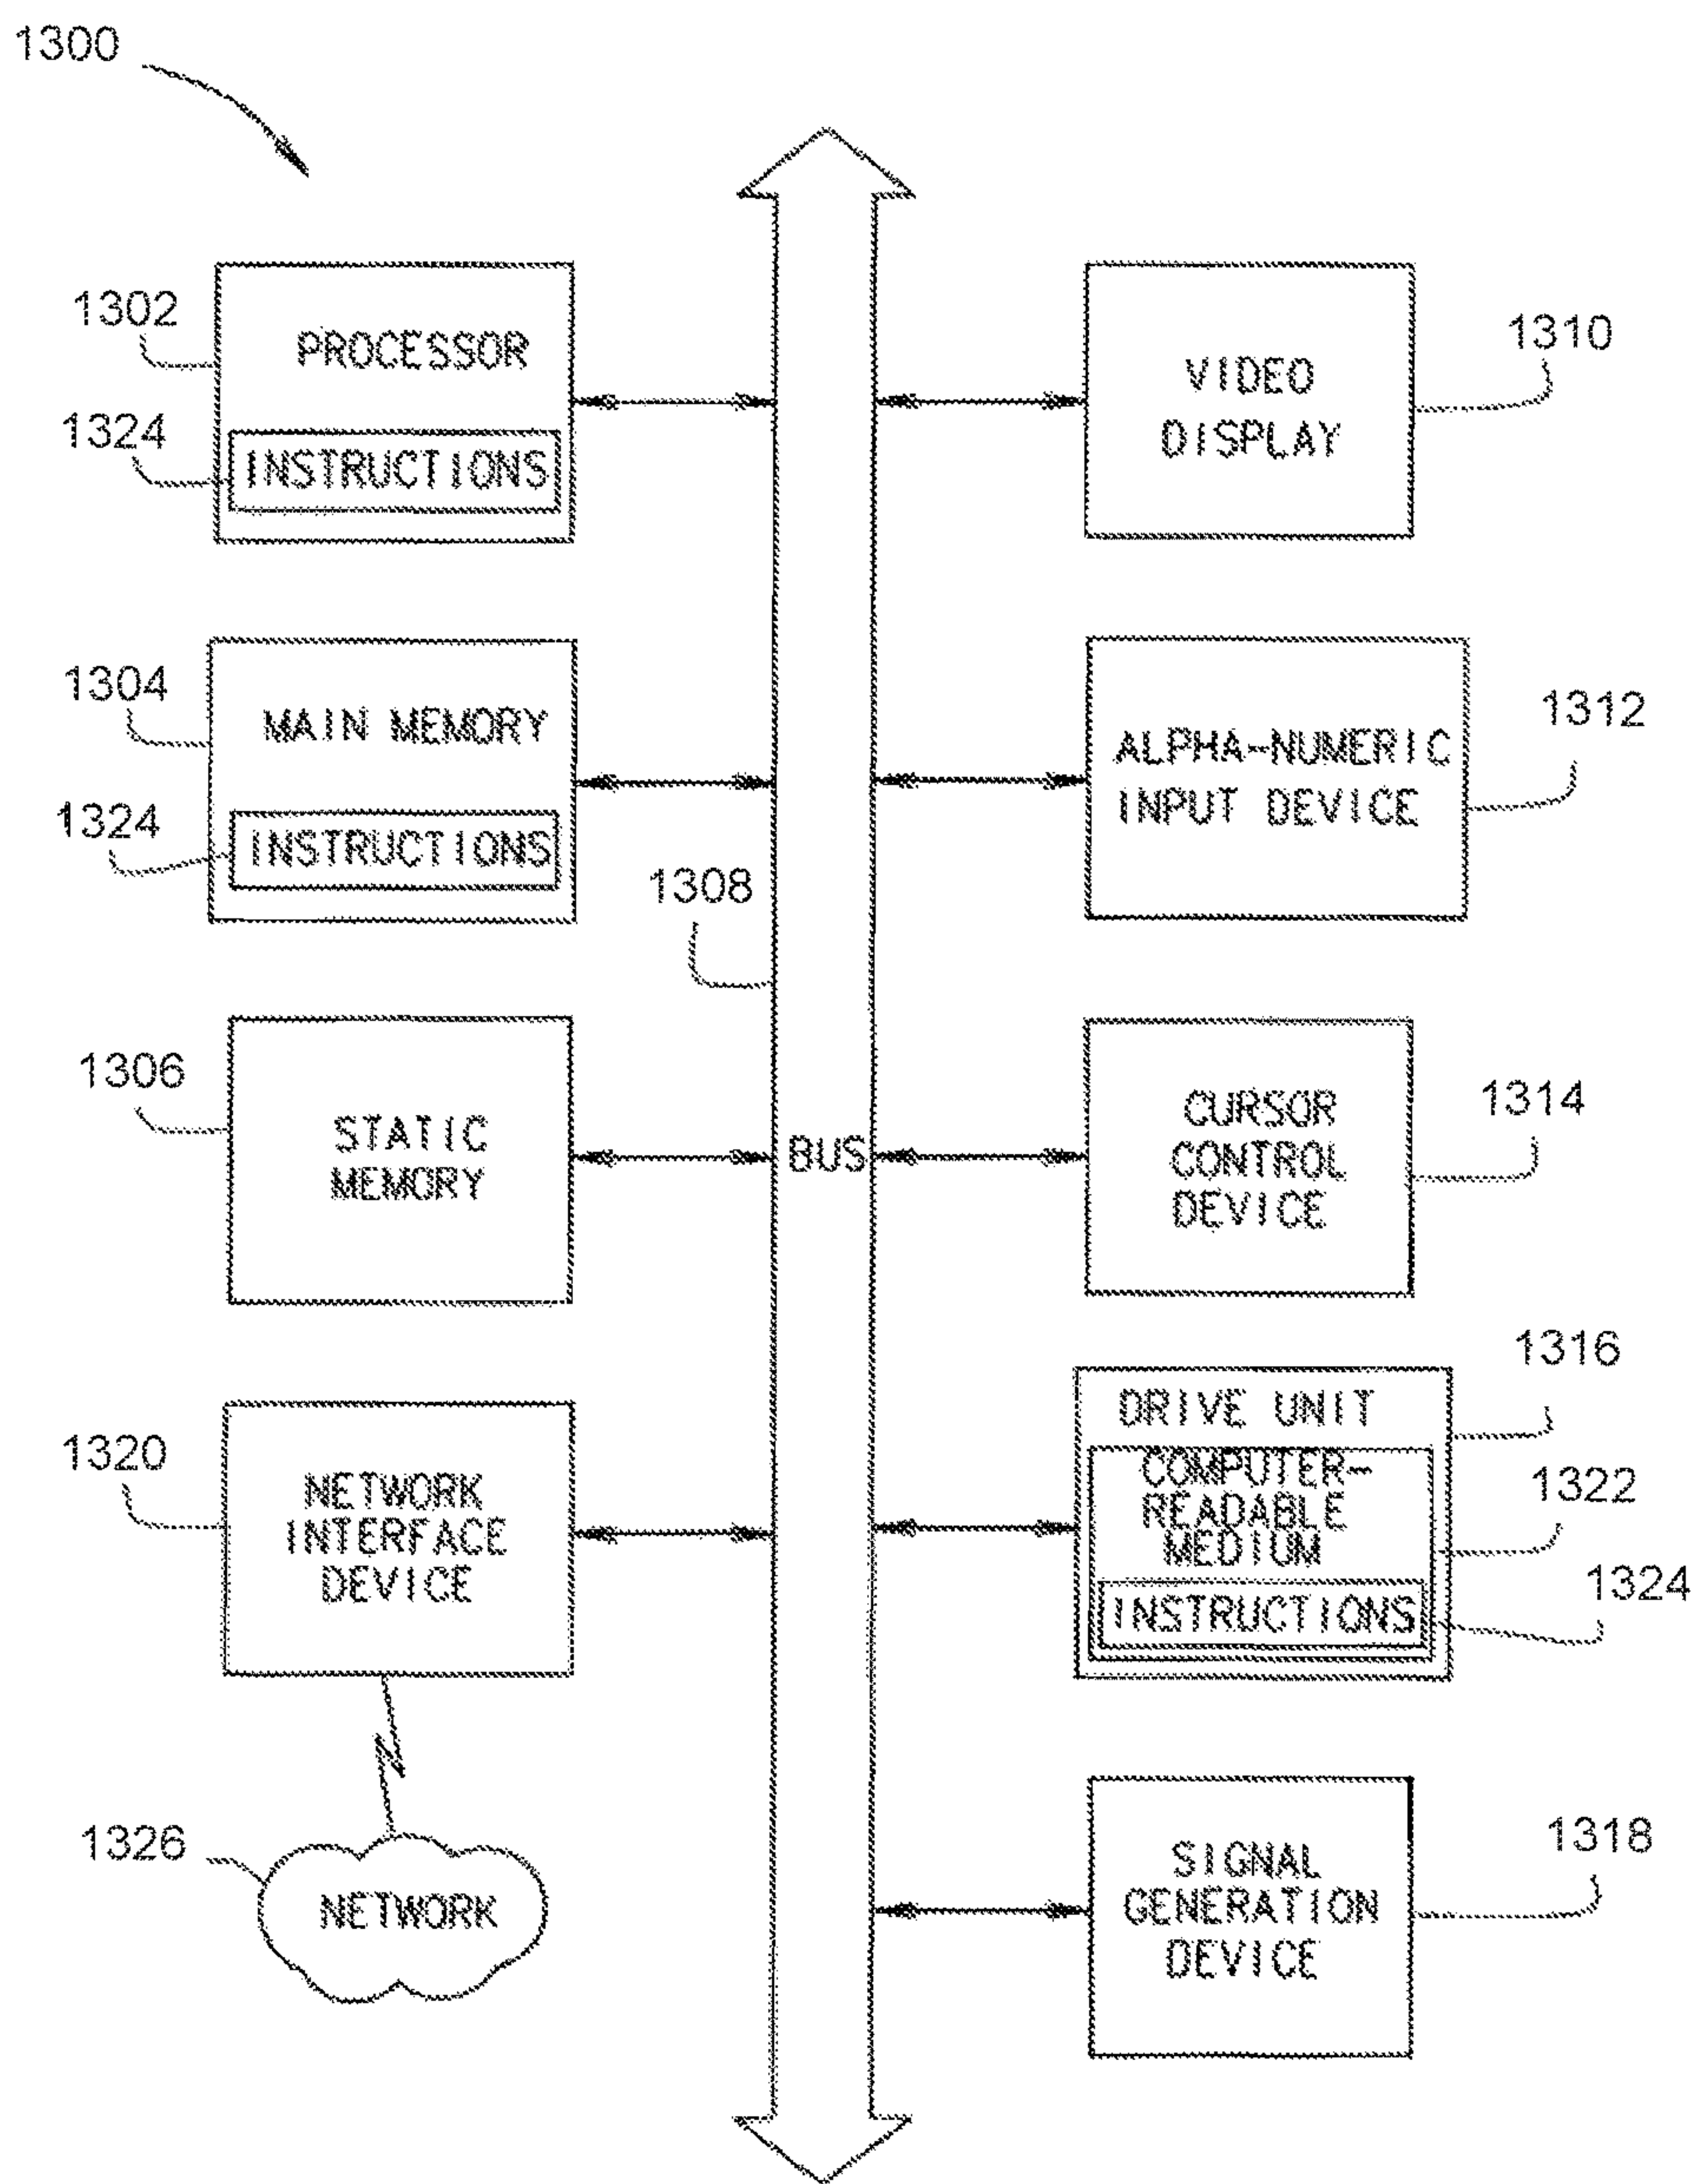 1300
1302
PROCESSOR
1324
INSTRUCTIONS
1304
MAIN MEMORY
1324
INSTRUCTIONS
1306
STATIC
MEMORY
1320
NETWORK
INTERFACE
DEVICE
1326
NETWORK
1308
BUS
1310
VIDEO
DISPLAY
1312
ALPHA-NUMERIC
INPUT DEVICE
1314
CURSOR
CONTROL
DEVICE
1316
DRIVE UNIT
1322
COMPUTER-
READABLE
MEDIUM
1324
INSTRUCTIONS
1318
SIGNAL
GENERATION
DEVICE